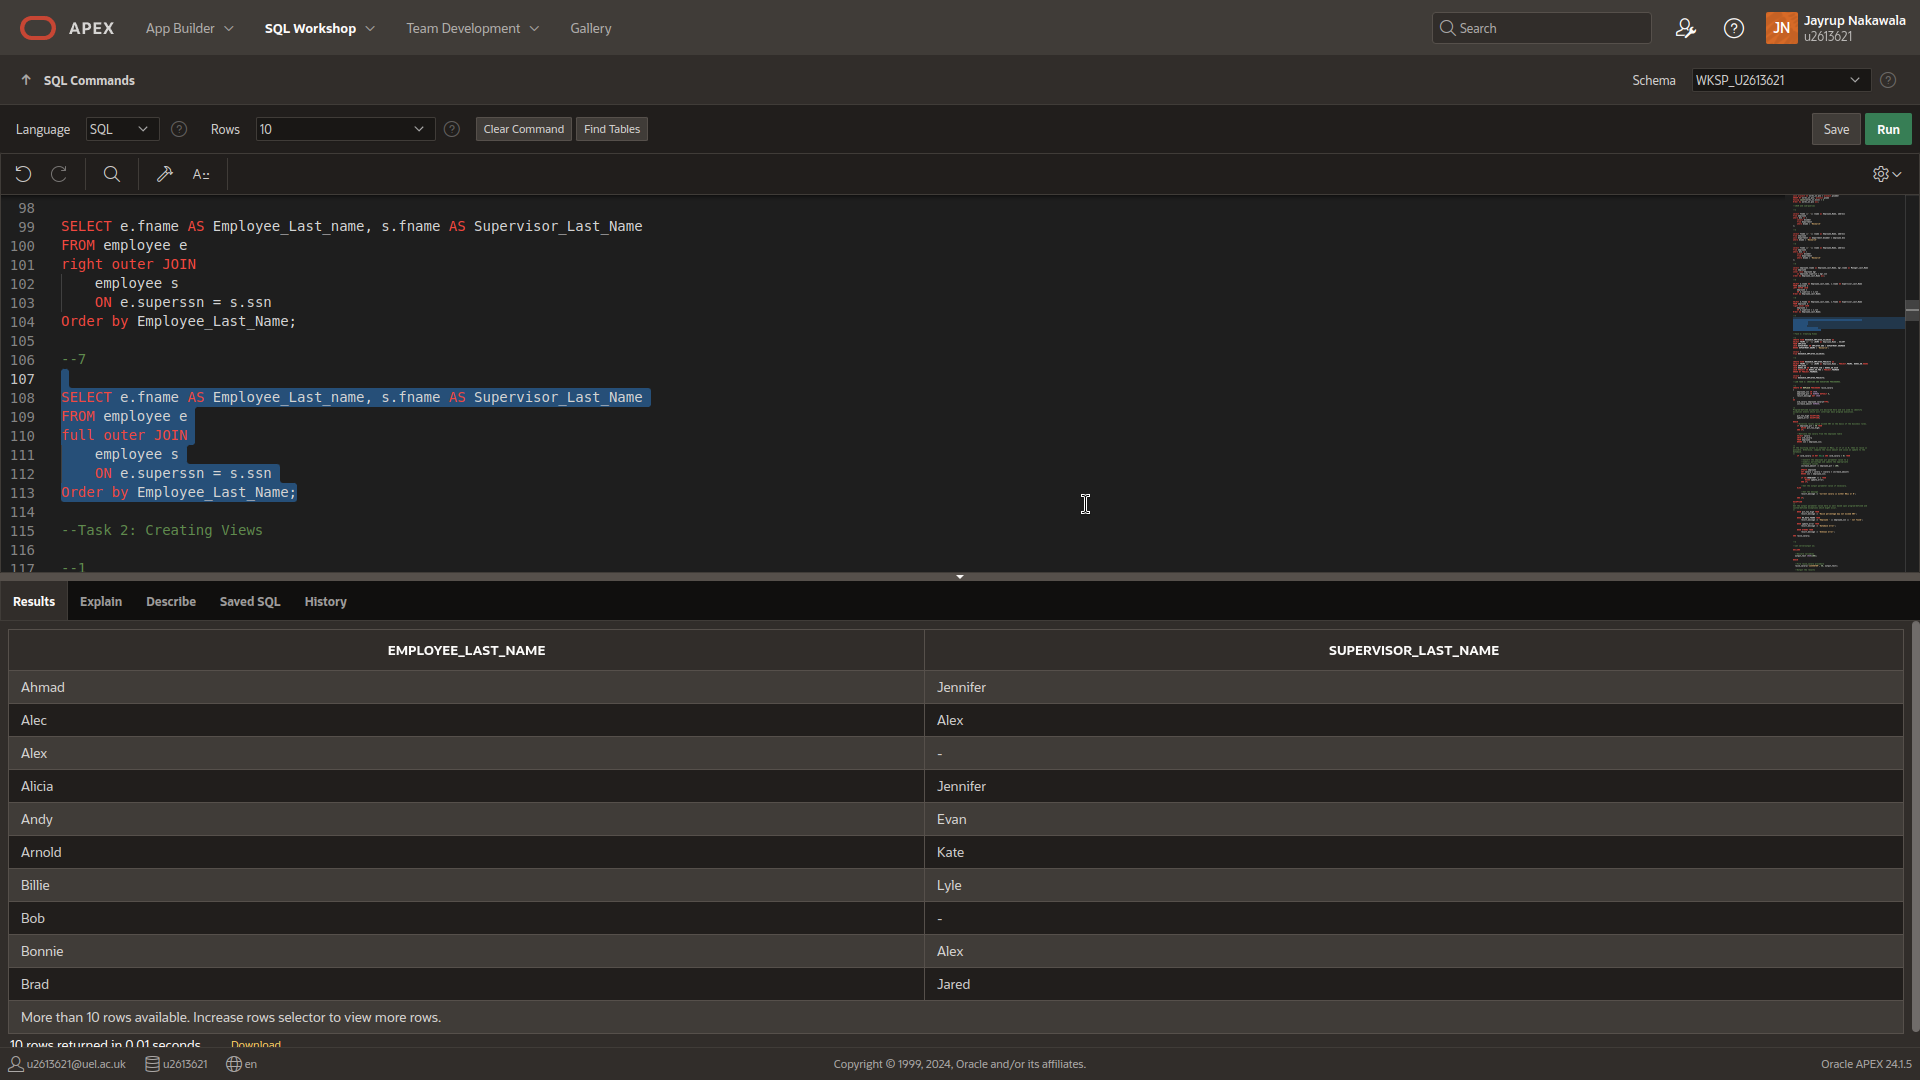 APEX App Builder SQL Workshop Team Development Gallery Search Jayrup Nakawala
JN u2613621
SQL Commands Schema WKSP_U2613621
Language SQL Rows 10 Clear Command Find Tables Save Run
A::
98
99 SELECT e.fname AS Employee_Last_name, s.fname AS Supervisor_Last_Name
100 FROM employee e
101 right outer JOIN
102 employee s
103 ON e.superssn = s.ssn
104 Order by Employee_Last_Name;
105
106 --7
107
108 SELECT e.fname AS Employee_Last_name, s.fname AS Supervisor_Last_Name
109 FROM employee e
110 full outer JOIN
111 employee s
112 ON e.superssn = s.ssn
113 Order by Employee_Last_Name;
114
115 --Task 2: Creating Views
116
117 --1
Results Explain Describe Saved SQL History
EMPLOYEE_LAST_NAME SUPERVISOR_LAST_NAME
Ahmad Jennifer
Alec Alex
Alex -
Alicia Jennifer
Andy Evan
Arnold Kate
Billie Lyle
Bob -
Bonnie Alex
Brad Jared
More than 10 rows available. Increase rows selector to view more rows.
10 rows returned in 0.01 seconds Download
u2613621@uel.ac.uk u2613621 en Copyright © 1999, 2024, Oracle and/or its affiliates. Oracle APEX 24.1.5